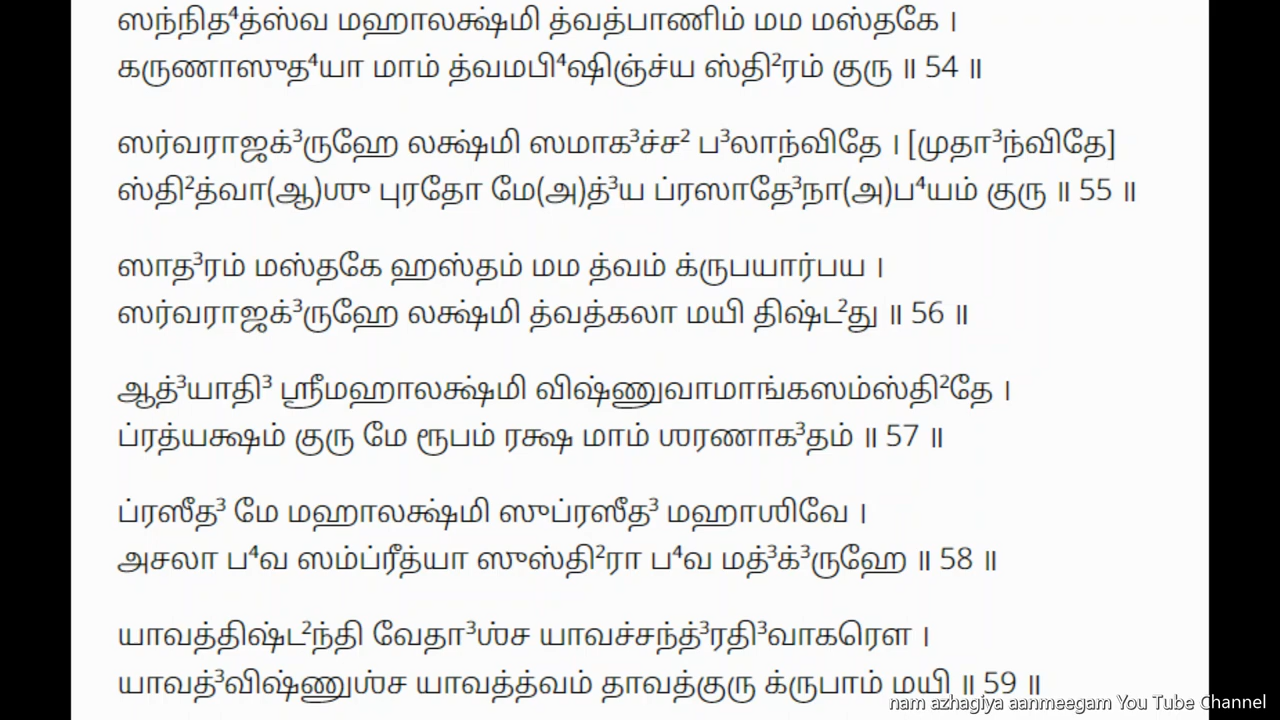 ஸந்நித⁴த்ஸ்வ மஹாலக்ஷ்மி த்வத்பாணிம் மம மஸ்தகே ।
கருணாஸுத⁴யா மாம் த்வமபி⁴ஷிஞ்ச்ய ஸ்தி²ரம் குரு ॥ 54 ॥
ஸர்வராஜக்³ருஹே லக்ஷ்மி ஸமாக³ச்ச² ப³லாந்விதே । [முதா³ந்விதே]
ஸ்தி²த்வா(ஆ)ஶு புரதோ மே(அ)த்³ய ப்ரஸாதே³நா(அ)ப⁴யம் குரு ॥ 55 ॥
ஸாத³ரம் மஸ்தகே ஹஸ்தம் மம த்வம் க்ருபயார்பய ।
ஸர்வராஜக்³ருஹே லக்ஷ்மி த்வத்கலா மயி திஷ்ட²து ॥ 56 ॥
ஆத்³யாதி³ ஶ்ரீமஹாலக்ஷ்மி விஷ்ணுவாமாங்கஸம்ஸ்தி²தே ।
ப்ரத்யக்ஷம் குரு மே ரூபம் ரக்ஷ மாம் ஶரணாக³தம் ॥ 57 ॥
ப்ரஸீத³ மே மஹாலக்ஷ்மி ஸுப்ரஸீத³ மஹாஶிவே ।
அசலா ப⁴வ ஸம்ப்ரீத்யா ஸுஸ்தி²ரா ப⁴வ மத்³க்³ருஹே ॥ 58 ॥
யாவத்திஷ்ட²ந்தி வேதா³ஶ்ச யாவச்சந்த்³ரதி³வாகரௌ ।
யாவத்³விஷ்ணுஶ்ச யாவத்த்வம் தாவத்குரு க்ருபாம் மயி ॥ 59 ॥
nam azhagiya aanmeegam You Tube Channel